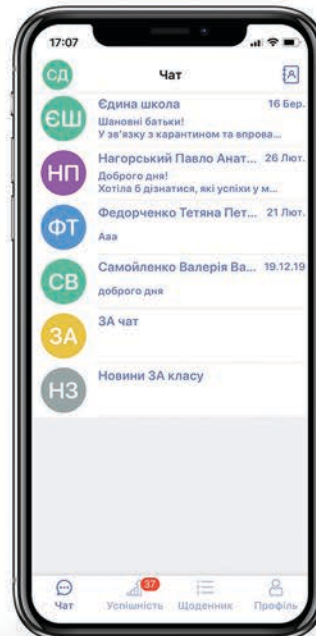 17:07
СД
Чат
ЄШ
Єдина школа
16 Бер.
Шановні батьки!
У зв'язку з карантином та впрова...
НП
Нагорський Павло Анат...
26 Лют.
Доброго дня!
Хотіла б дізнатися, які успіхи у м...
ФТ
Федорченко Тетяна Пет...
21 Лют.
Ааа
СВ
Самойленко Валерія Ва...
19.12.19
доброго дня
3А
3А чат
НЗ
Новини 3А класу
37
Чат
Успішність
Щоденник
Профіль